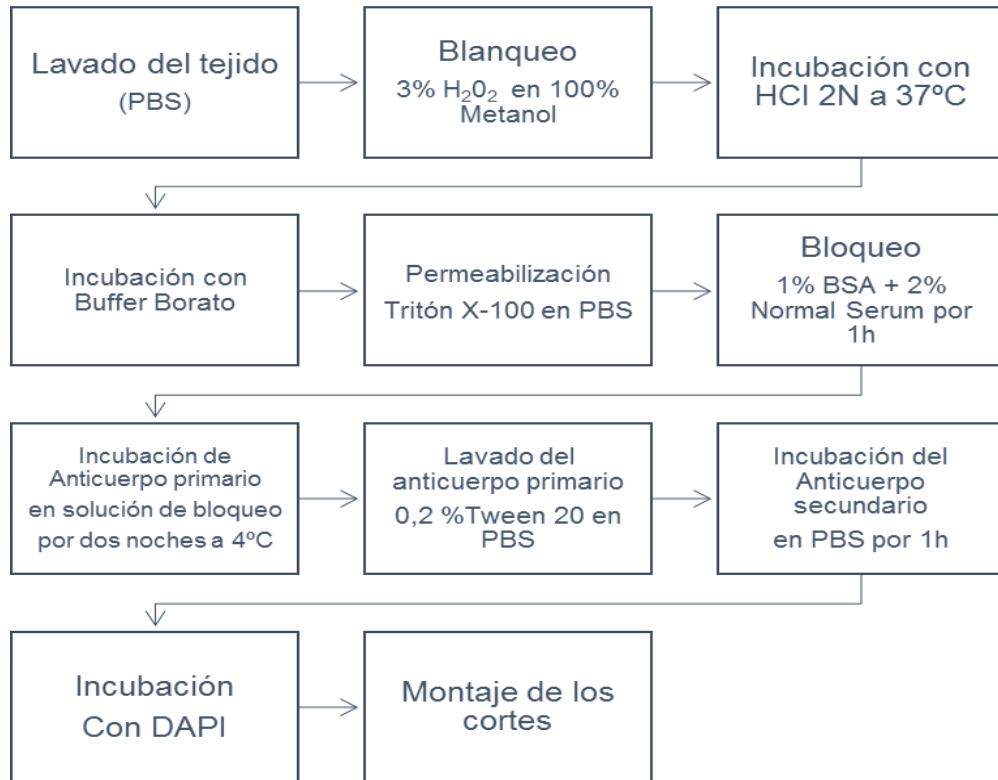 Lavado del tejido
(PBS)
Blanqueo
3% H₂0₂ en 100%
Metanol
Incubación con
HCl 2N a 37ºC
Incubación con
Buffer Borato
Permeabilización
Tritón X-100 en PBS
Bloqueo
1% BSA + 2%
Normal Serum por
1h
Incubación de
Anticuerpo primario
en solución de bloqueo
por dos noches a 4ºC
Lavado del
anticuerpo primario
0,2 %Tween 20 en
PBS
Incubación del
Anticuerpo
secundario
en PBS por 1h
Incubación
Con DAPI
Montaje de los
cortes